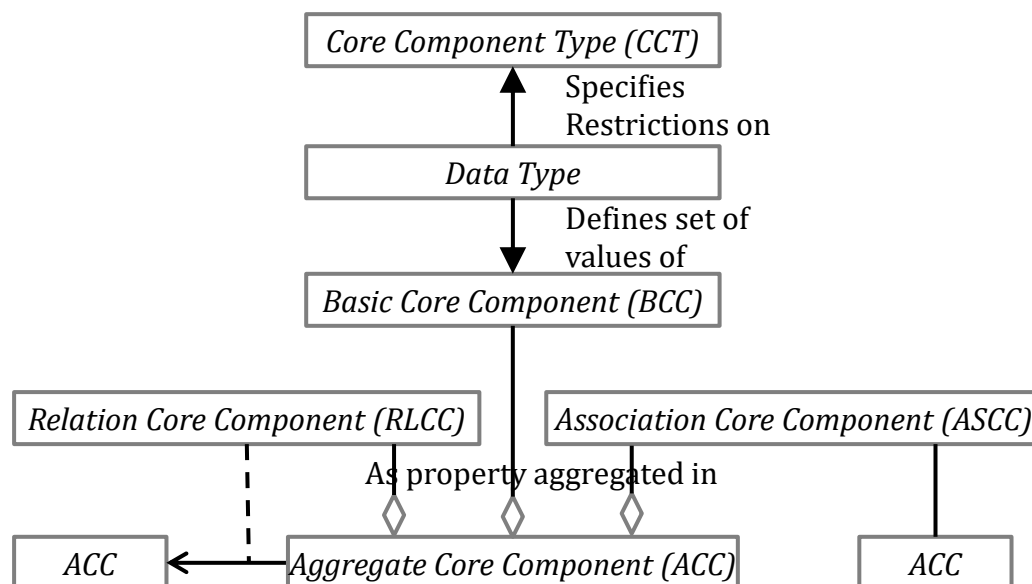 Core Component Type (CCT)
Specifies
Restrictions on
Data Type
Defines set of
values of
Basic Core Component (BCC)
Relation Core Component (RLCC)
Association Core Component (ASCC)
As property aggregated in
ACC
Aggregate Core Component (ACC)
ACC